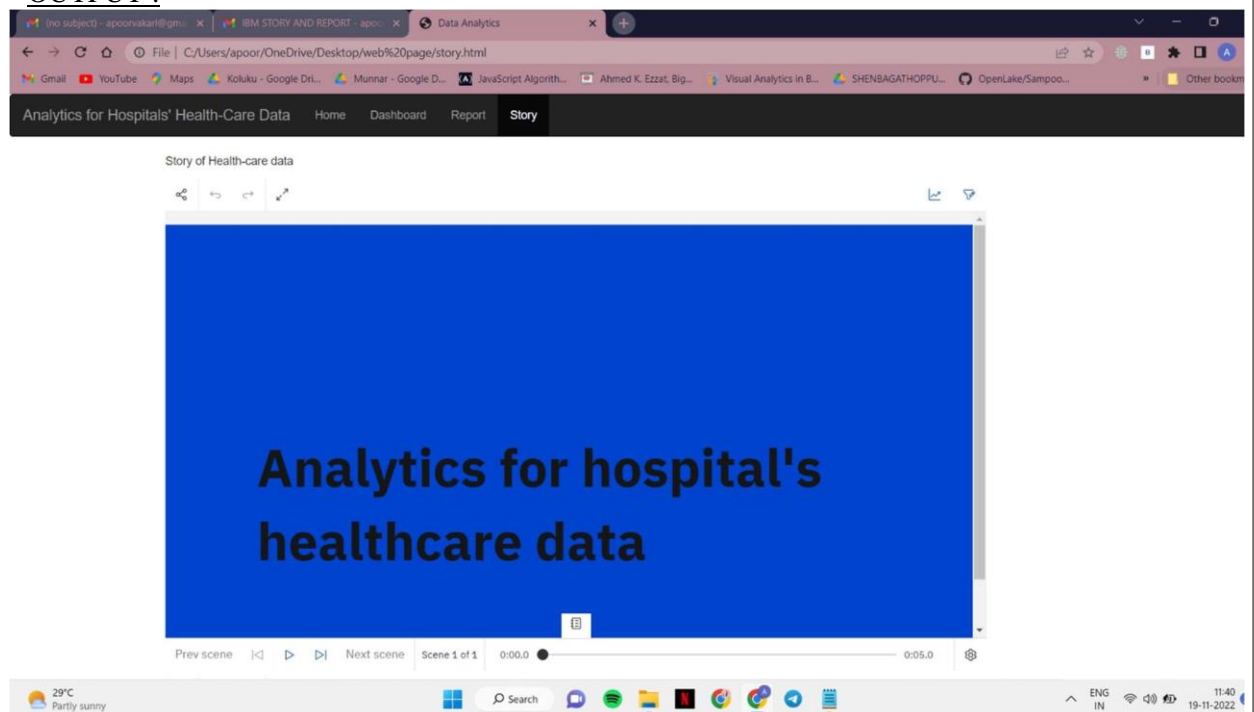 OUTPUT :
(no subject) - apoorvakarl@gm
IBM STORY AND REPORT - apoo
Data Analytics
File | C:/Users/apoor/OneDrive/Desktop/web%20page/story.html
Gmail YouTube Maps Koluku - Google Dri... Munnar - Google D... JavaScript Algorith... Ahmed K. Ezzat, Big... Visual Analytics in B... SHENBAGATHOPPU... OpenLake/Sampoo... » Other bookm
Analytics for Hospitals' Health-Care Data Home Dashboard Report Story
Story of Health-care data
Analytics for hospital's
healthcare data
Prev scene Next scene Scene 1 of 1 0:00.0 0:05.0
29°C
Partly sunny
Search
ENG
IN
11:40
19-11-2022